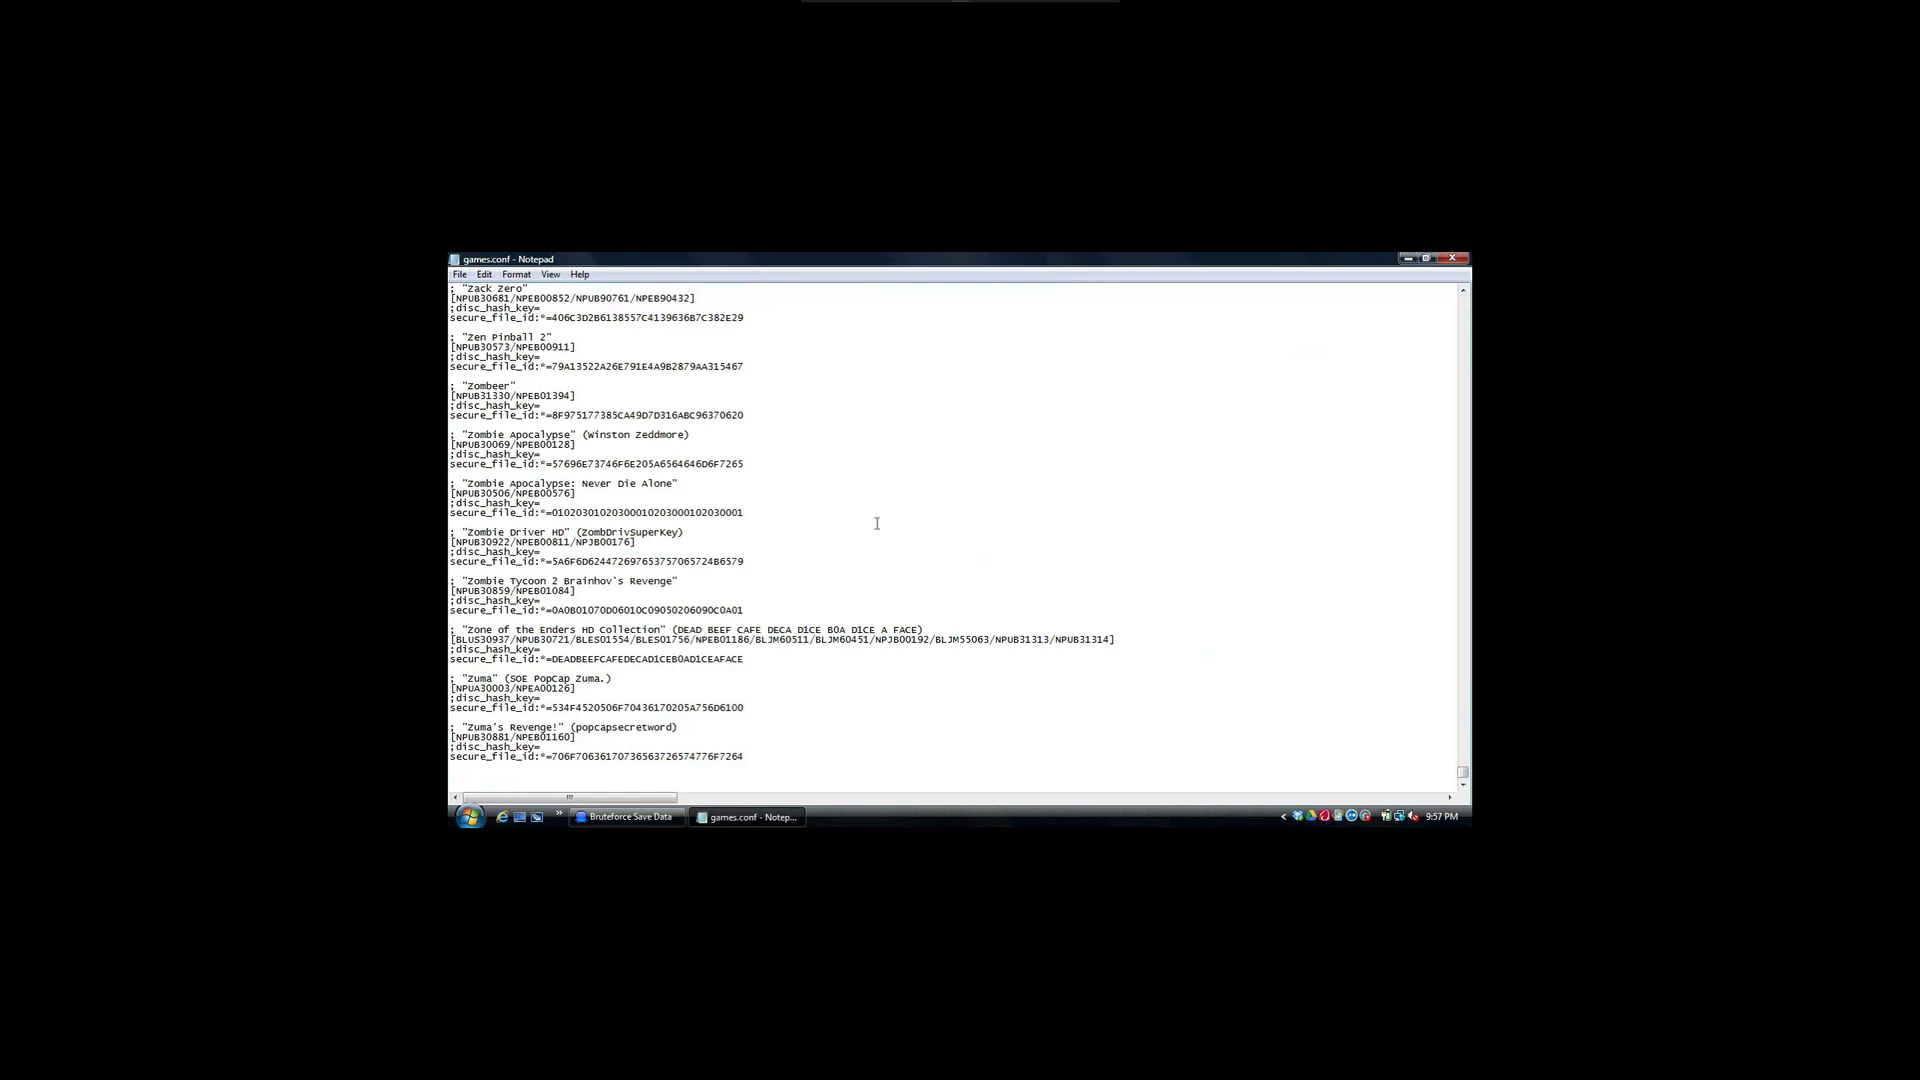 games.conf - Notepad
File Edit Format View Help
; "Zack Zero"
[NPUB30681/NPEB00852/NPUB90761/NPEB90432]
;disc_hash_key=
secure_file_id:*=406C3D2B6138557C4139636B7C382E29
; "Zen Pinball 2"
[NPUB30573/NPEB00911]
;disc_hash_key=
secure_file_id:*=79A13522A26E791E4A9B2879AA315467
; "Zombeer"
[NPUB31330/NPEB01394]
;disc_hash_key=
secure_file_id:*=8F975177385CA49D7D316ABC96370620
; "Zombie Apocalypse" (Winston Zeddmore)
[NPUB30069/NPEB00128]
;disc_hash_key=
secure_file_id:*=57696E73746F6E205A6564646D6F7265
; "Zombie Apocalypse: Never Die Alone"
[NPUB30506/NPEB00576]
;disc_hash_key=
secure_file_id:*=01020301020300010203000102030001
; "Zombie Driver HD" (ZombDrivSuperKey)
[NPUB30922/NPEB00811/NPJB00176]
;disc_hash_key=
secure_file_id:*=5A6F6D624472697653757065724B6579
; "Zombie Tycoon 2 Brainhov's Revenge"
[NPUB30859/NPEB01084]
;disc_hash_key=
secure_file_id:*=0A0B01070D06010C09050206090C0A01
; "Zone of the Enders HD Collection" (DEAD BEEF CAFE DECA D1CE B0A D1CE A FACE)
[BLUS30937/NPUB30721/BLES01554/BLES01756/NPEB01186/BLJM60511/BLJM60451/NPJB00192/BLJM55063/NPUB31313/NPUB31314]
;disc_hash_key=
secure_file_id:*=DEADBEEFCAFEDECAD1CEB0AD1CEAFACE
; "Zuma" (SOE PopCap Zuma.)
[NPUA30003/NPEA00126]
;disc_hash_key=
secure_file_id:*=534F4520506F70436170205A756D6100
; "Zuma's Revenge!" (popcapsecretword)
[NPUB30881/NPEB01160]
;disc_hash_key=
secure_file_id:*=706F70636170736563726574776F7264
Bruteforce Save Data
games.conf - Notep...
9:57 PM